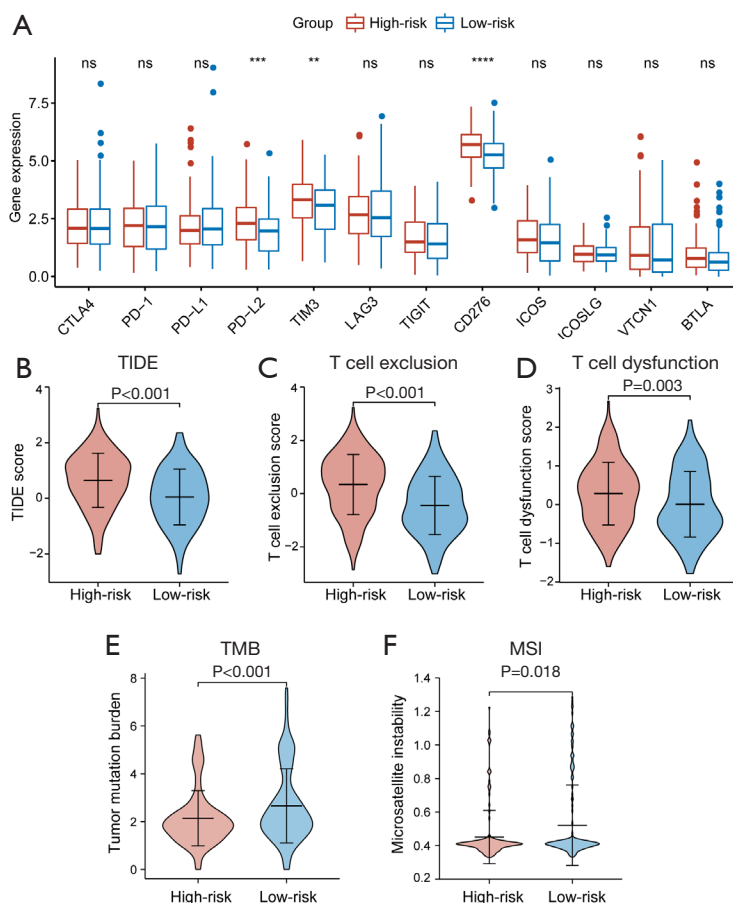 A
Group High-risk Low-risk
ns ns ns *** ** ns ns **** ns ns ns ns
Gene expression
7.5
5.0
2.5
0.0
CTLA4 PD-1 PD-L1 PD-L2 TIM3 LAG3 TIGIT CD276 ICOS ICOSLG VTCN1 BTLA
B TIDE
P<0.001
TIDE score
4
2
0
−2
High-risk Low-risk
C T cell exclusion
P<0.001
T cell exclusion score
4
2
0
−2
High-risk Low-risk
D T cell dysfunction
P=0.003
T cell dysfunction score
3
2
1
0
−1
−2
High-risk Low-risk
E TMB
P<0.001
Tumor mutation burden
8
6
4
2
0
High-risk Low-risk
F MSI
P=0.018
Microsatellite instability
1.4
1.2
1.0
0.8
0.6
0.4
0.2
High-risk Low-risk